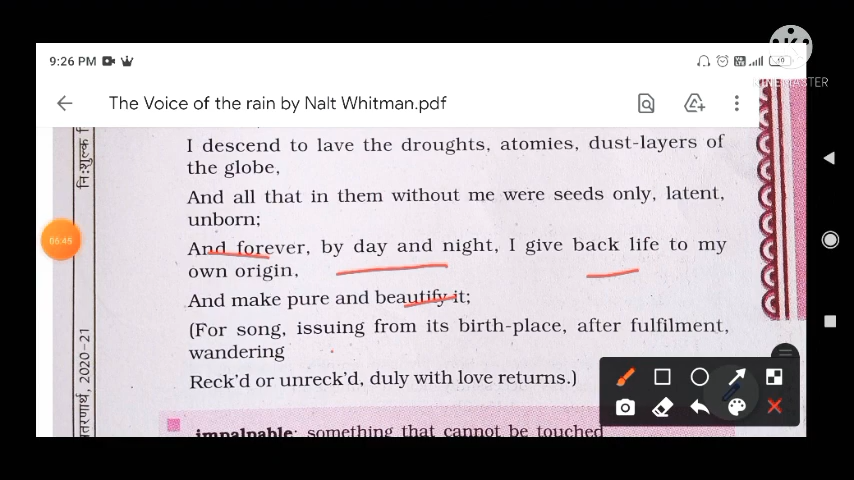 9:26 PM
The Voice of the rain by Nalt Whitman.pdf
KINEMASTER
I descend to lave the droughts, atomies, dust-layers of
the globe,
And all that in them without me were seeds only, latent,
unborn;
And forever, by day and night, I give back life to my
own origin,
And make pure and beautify it;
(For song, issuing from its birth-place, after fulfilment,
wandering
Reck'd or unreck'd, duly with love returns.)
impalpable: something that cannot be touched
नि:शुल्क
2020-21
06:46